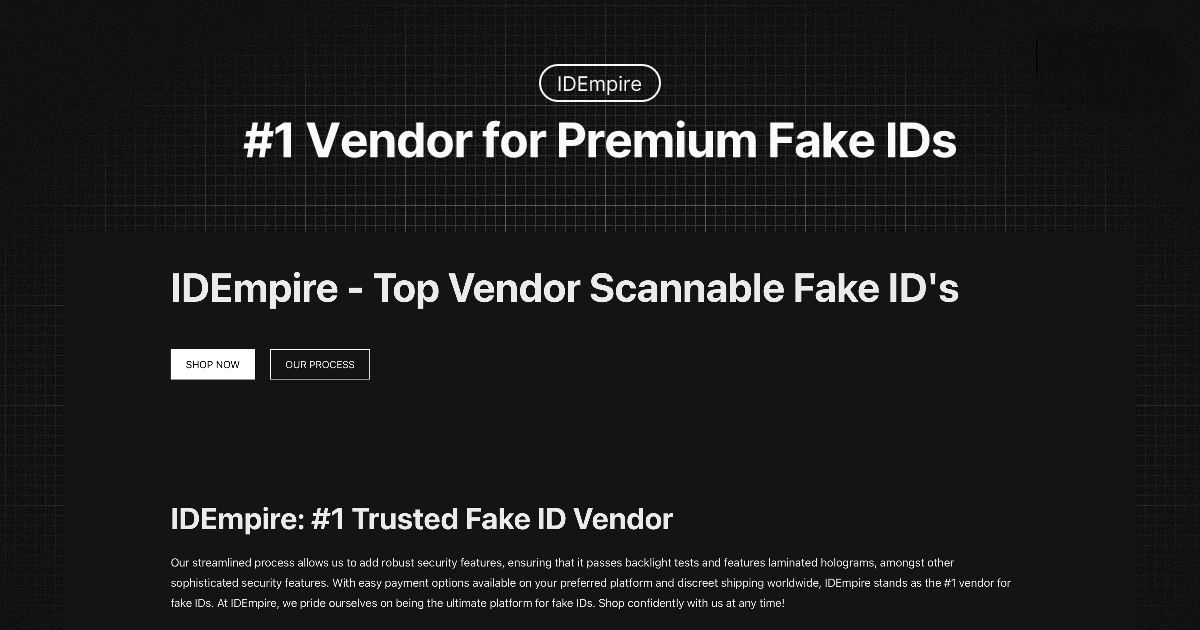 IDEmpire
#1 Vendor for Premium Fake IDs
IDEmpire - Top Vendor Scannable Fake ID's
SHOP NOW
OUR PROCESS
IDEmpire: #1 Trusted Fake ID Vendor
Our streamlined process allows us to add robust security features, ensuring that it passes backlight tests and features laminated holograms, amongst other
sophisticated security features. With easy payment options available on your preferred platform and discreet shipping worldwide, IDEmpire stands as the #1 vendor for
fake IDs. At IDEmpire, we pride ourselves on being the ultimate platform for fake IDs. Shop confidently with us at any time!